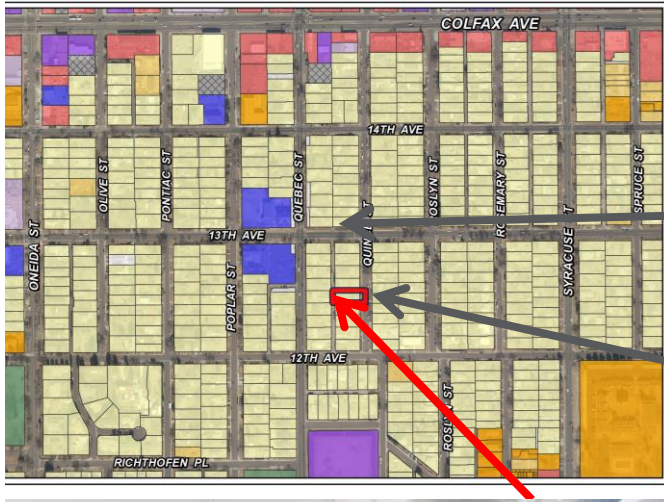 COLFAX AVE
14TH AVE
OLIVE ST
PONTIAC ST
QUEBEC ST
ROSLYN ST
ROSEMARY ST
SPRUCE ST
ONEIDA ST
13TH AVE
POPLAR ST
SYRACUSE ST
12TH AVE
ROSLYN ST
RICHTHOFEN PL